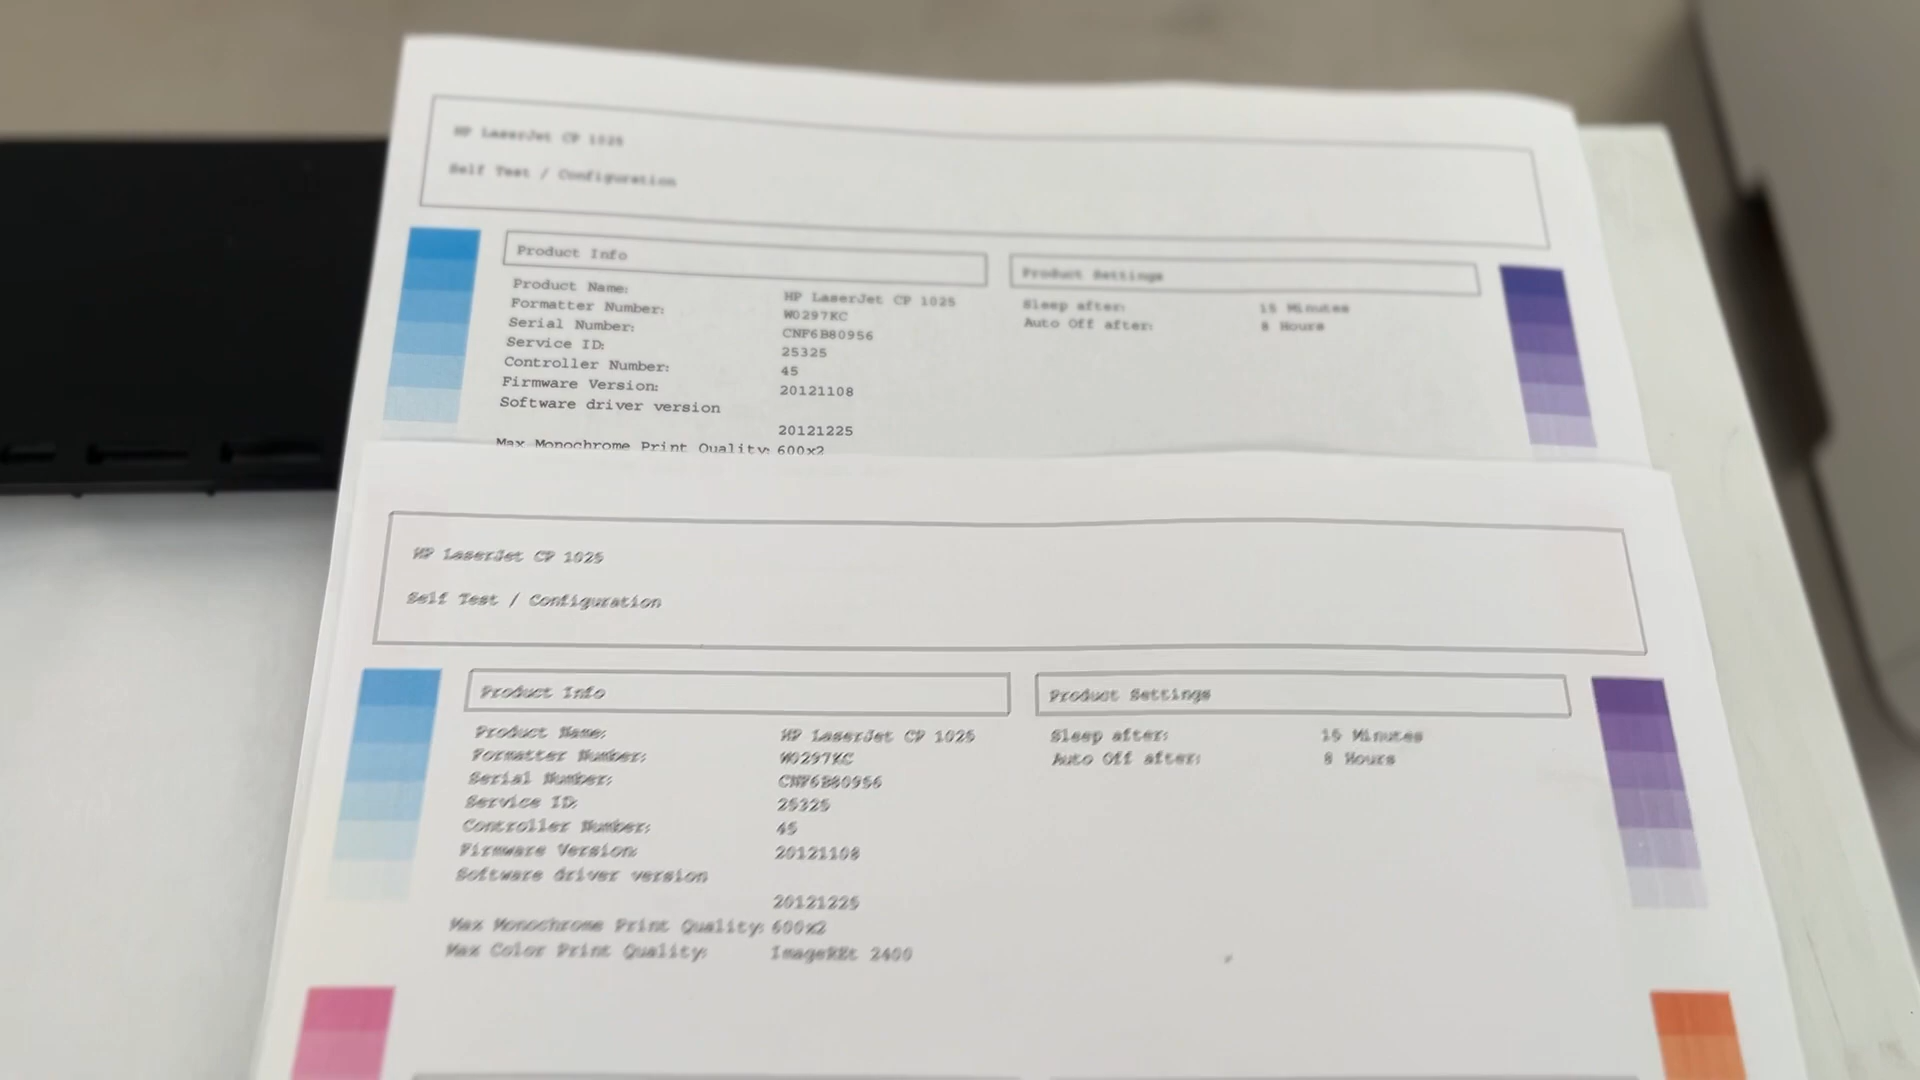 HP LaserJet CP 1025
Self Test / Configuration
Product Info
Product Settings
Product Name: HP LaserJet CP 1025
Sleep after: 15 Minutes
Formatter Number: W0297KC
Auto Off after: 8 Hours
Serial Number: CNF6B80956
Service ID: 25325
Controller Number: 45
Firmware Version: 20121108
Software driver version
20121225
Max Monochrome Print Quality: 600x2
HP LaserJet CP 1025
Self Test / Configuration
Product Info
Product Settings
Product Name: HP LaserJet CP 1025
Sleep after: 15 Minutes
Formatter Number: W0297KC
Auto Off after: 8 Hours
Serial Number: CNF6B80956
Service ID: 25325
Controller Number: 45
Firmware Version: 20121108
Software driver version
20121225
Max Monochrome Print Quality: 600x2
Max Color Print Quality: ImageREt 2400